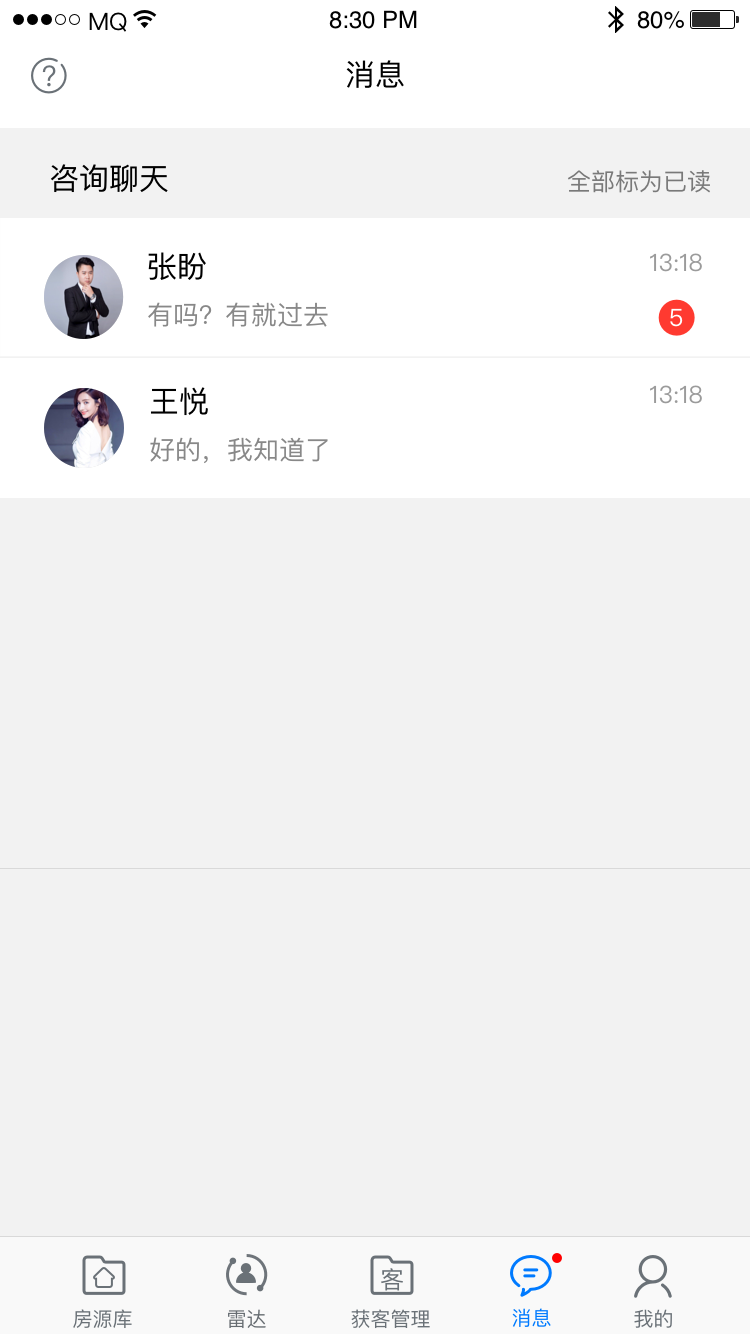 MQ 8:30 PM 80%
? 消息
咨询聊天 全部标为已读
张盼 13:18
有吗？有就过去 5
王悦 13:18
好的，我知道了
客
房源库 雷达 获客管理 消息 我的